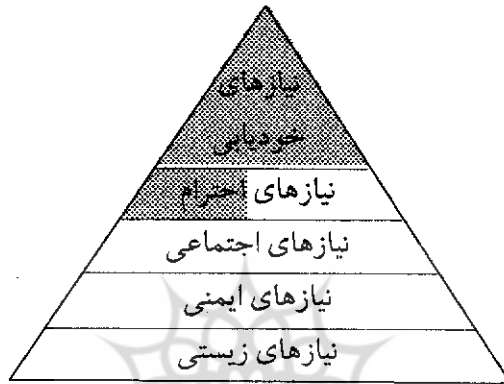 نیازهای
خودیابی
نیازهای احترام
نیازهای اجتماعی
نیازهای ایمنی
نیازهای زیستی